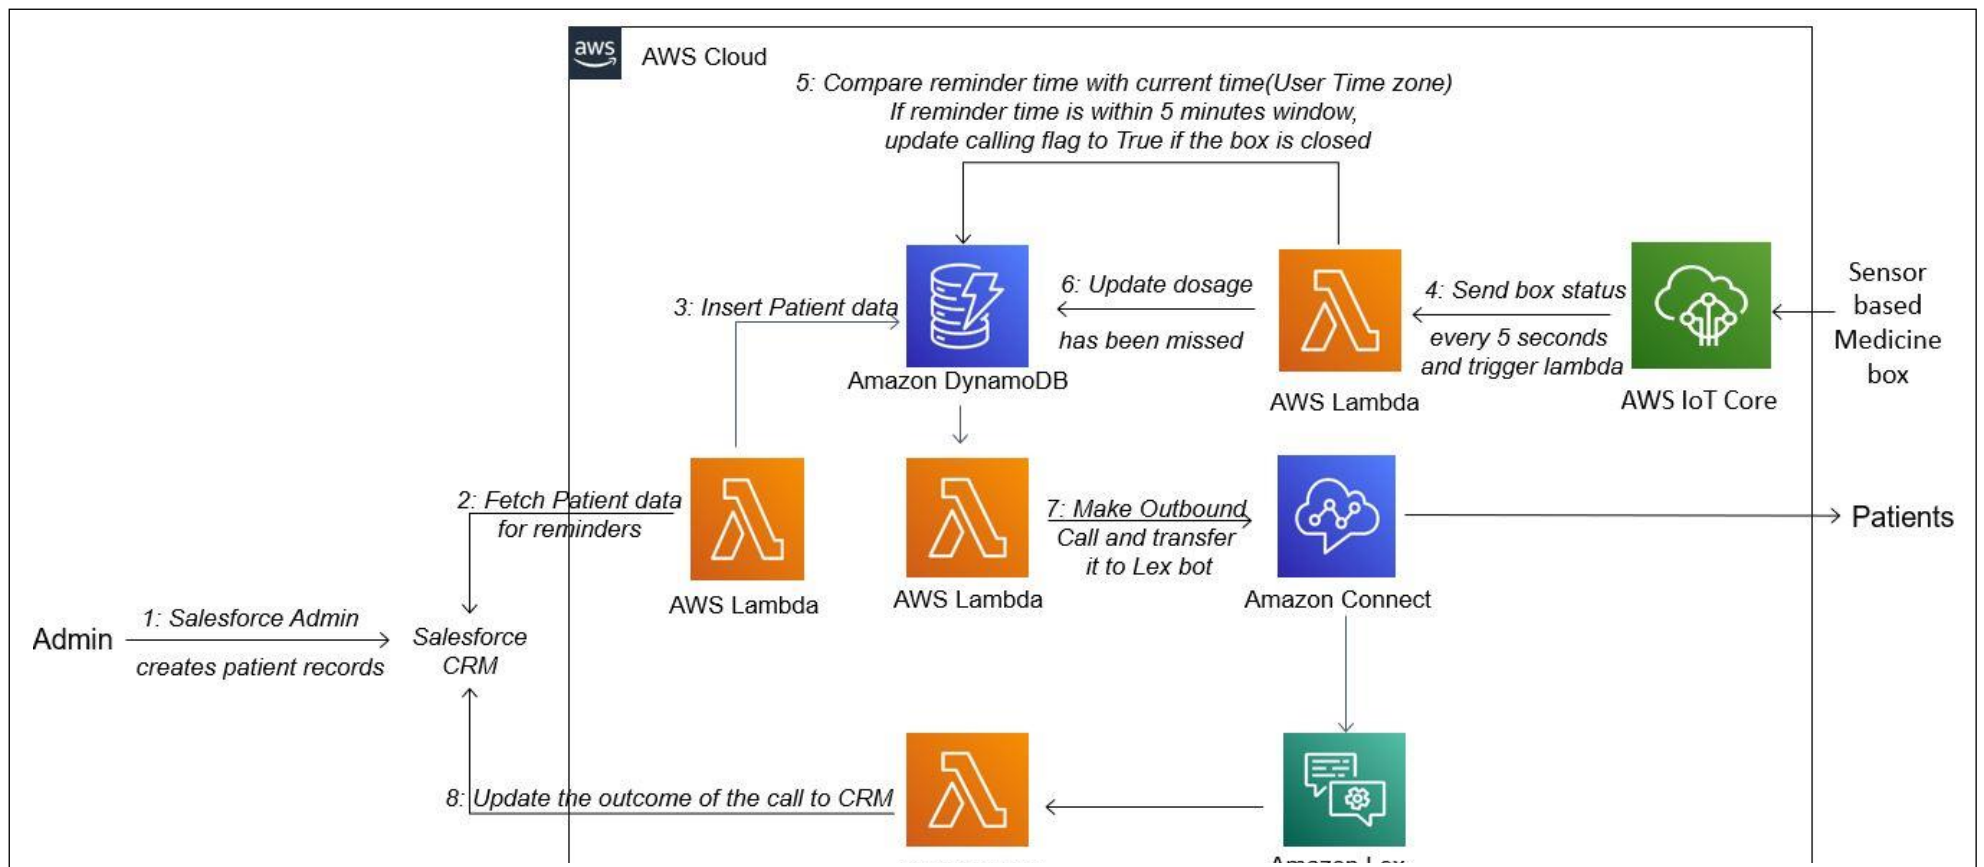 aws
AWS Cloud
5: Compare reminder time with current time(User Time zone)
If reminder time is within 5 minutes window,
update calling flag to True if the box is closed
3: Insert Patient data
6: Update dosage
has been missed
4: Send box status
every 5 seconds
and trigger lambda
Sensor
based
Medicine
box
Amazon DynamoDB
AWS Lambda
AWS IoT Core
2: Fetch Patient data
for reminders
7: Make Outbound
Call and transfer
it to Lex bot
Patients
AWS Lambda
AWS Lambda
Amazon Connect
Admin
1: Salesforce Admin
creates patient records
Salesforce
CRM
8: Update the outcome of the call to CRM
Amazon Lex